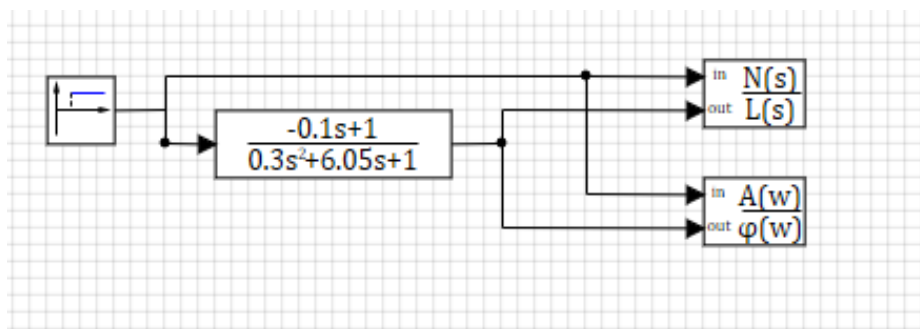 in N(s)
out L(s)
-0.1s+1
0.3s²+6.05s+1
in A(w)
out φ(w)